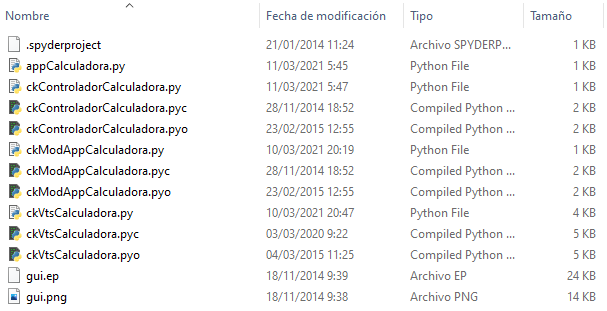 Nombre Fecha de modificación Tipo Tamaño
.spyderproject 21/01/2014 11:24 Archivo SPYDERP... 1 KB
appCalculadora.py 11/03/2021 5:45 Python File 1 KB
ckControladorCalculadora.py 11/03/2021 5:47 Python File 1 KB
ckControladorCalculadora.pyc 28/11/2014 18:52 Compiled Python ... 2 KB
ckControladorCalculadora.pyo 23/02/2015 12:55 Compiled Python ... 2 KB
ckModAppCalculadora.py 10/03/2021 20:19 Python File 1 KB
ckModAppCalculadora.pyc 28/11/2014 18:52 Compiled Python ... 2 KB
ckModAppCalculadora.pyo 23/02/2015 12:55 Compiled Python ... 2 KB
ckVtsCalculadora.py 10/03/2021 20:47 Python File 4 KB
ckVtsCalculadora.pyc 03/03/2020 9:22 Compiled Python ... 5 KB
ckVtsCalculadora.pyo 04/03/2015 11:25 Compiled Python ... 5 KB
gui.ep 18/11/2014 9:39 Archivo EP 24 KB
gui.png 18/11/2014 9:38 Archivo PNG 14 KB